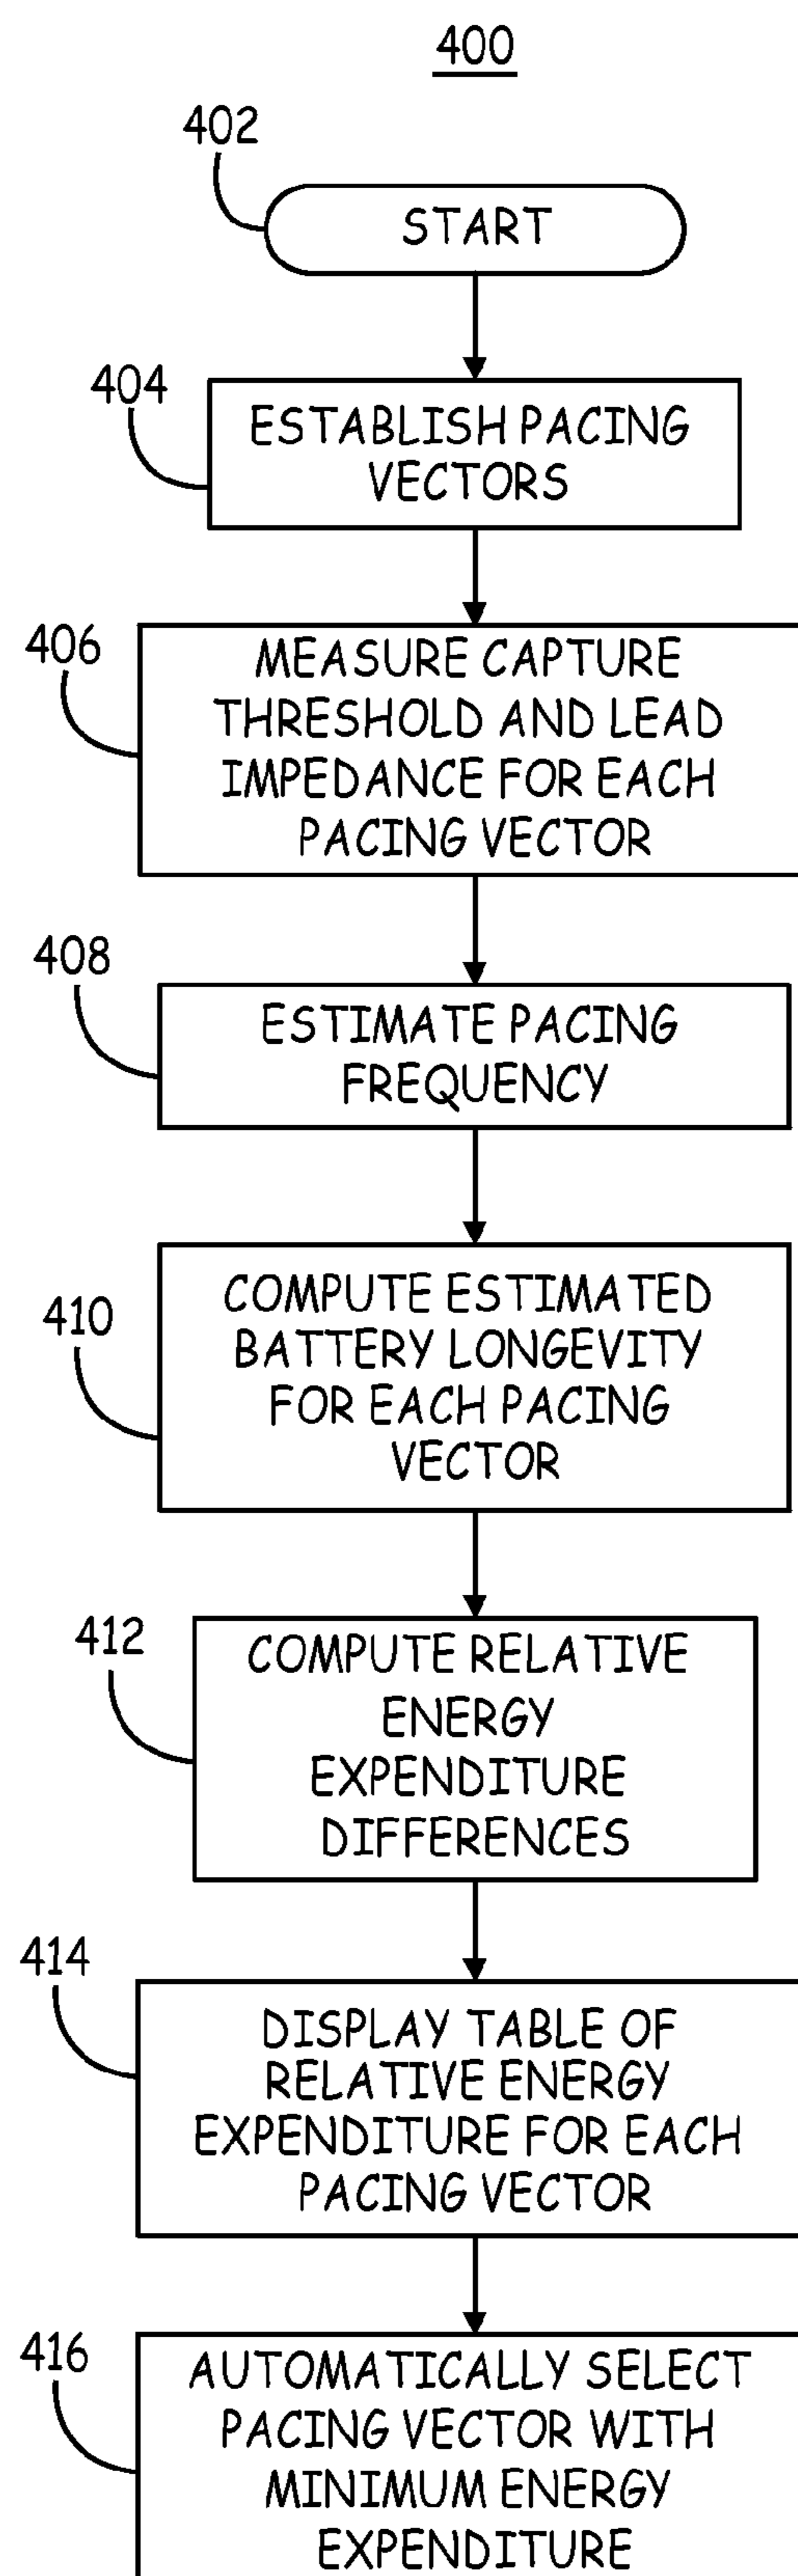 400
402
START
404
ESTABLISH PACING
VECTORS
406
MEASURE CAPTURE
THRESHOLD AND LEAD
IMPEDANCE FOR EACH
PACING VECTOR
408
ESTIMATE PACING
FREQUENCY
410
COMPUTE ESTIMATED
BATTERY LONGEVITY
FOR EACH PACING
VECTOR
412
COMPUTE RELATIVE
ENERGY
EXPENDITURE
DIFFERENCES
414
DISPLAY TABLE OF
RELATIVE ENERGY
EXPENDITURE FOR EACH
PACING VECTOR
416
AUTOMATICALLY SELECT
PACING VECTOR WITH
MINIMUM ENERGY
EXPENDITURE